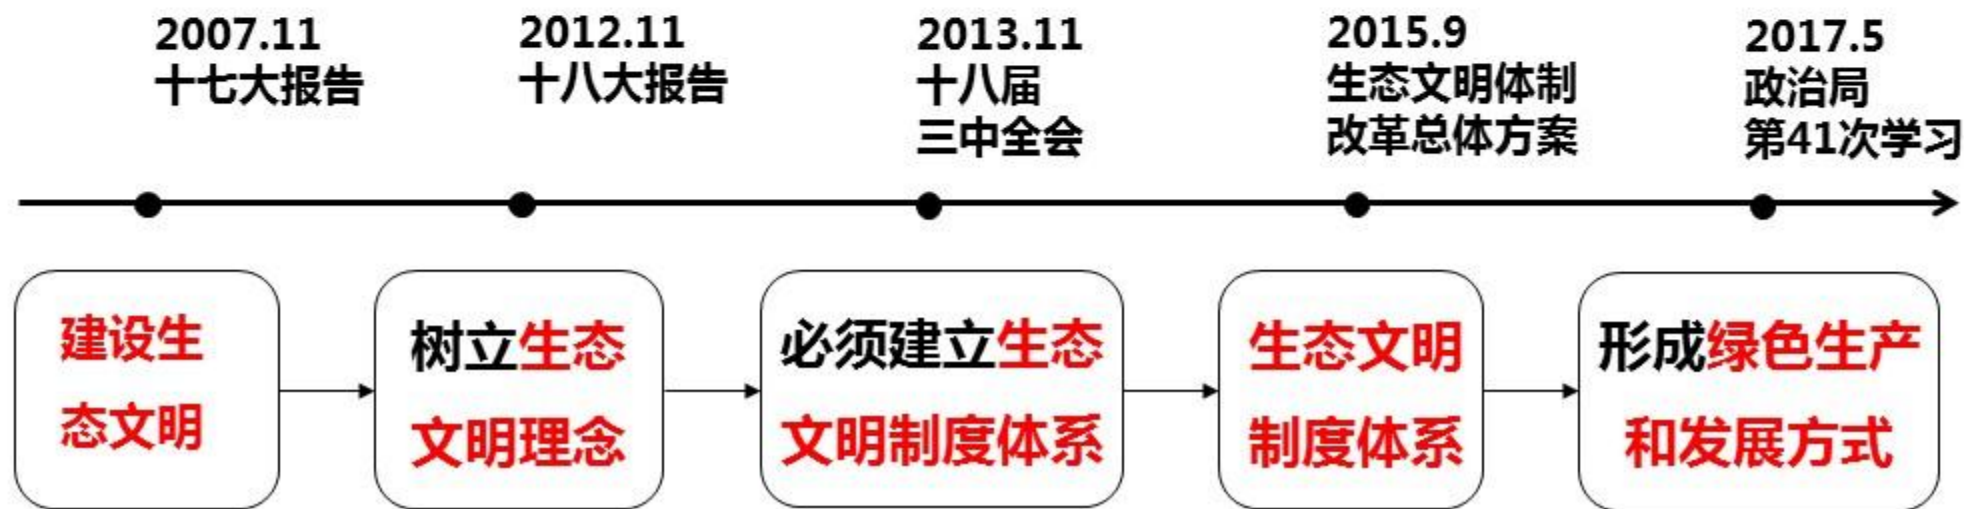 2007.11
十七大报告
2012.11
十八大报告
2013.11
十八届
三中全会
2015.9
生态文明体制
改革总体方案
2017.5
政治局
第41次学习
建设生
态文明
树立生态
文明理念
必须建立生态
文明制度体系
生态文明
制度体系
形成绿色生产
和发展方式